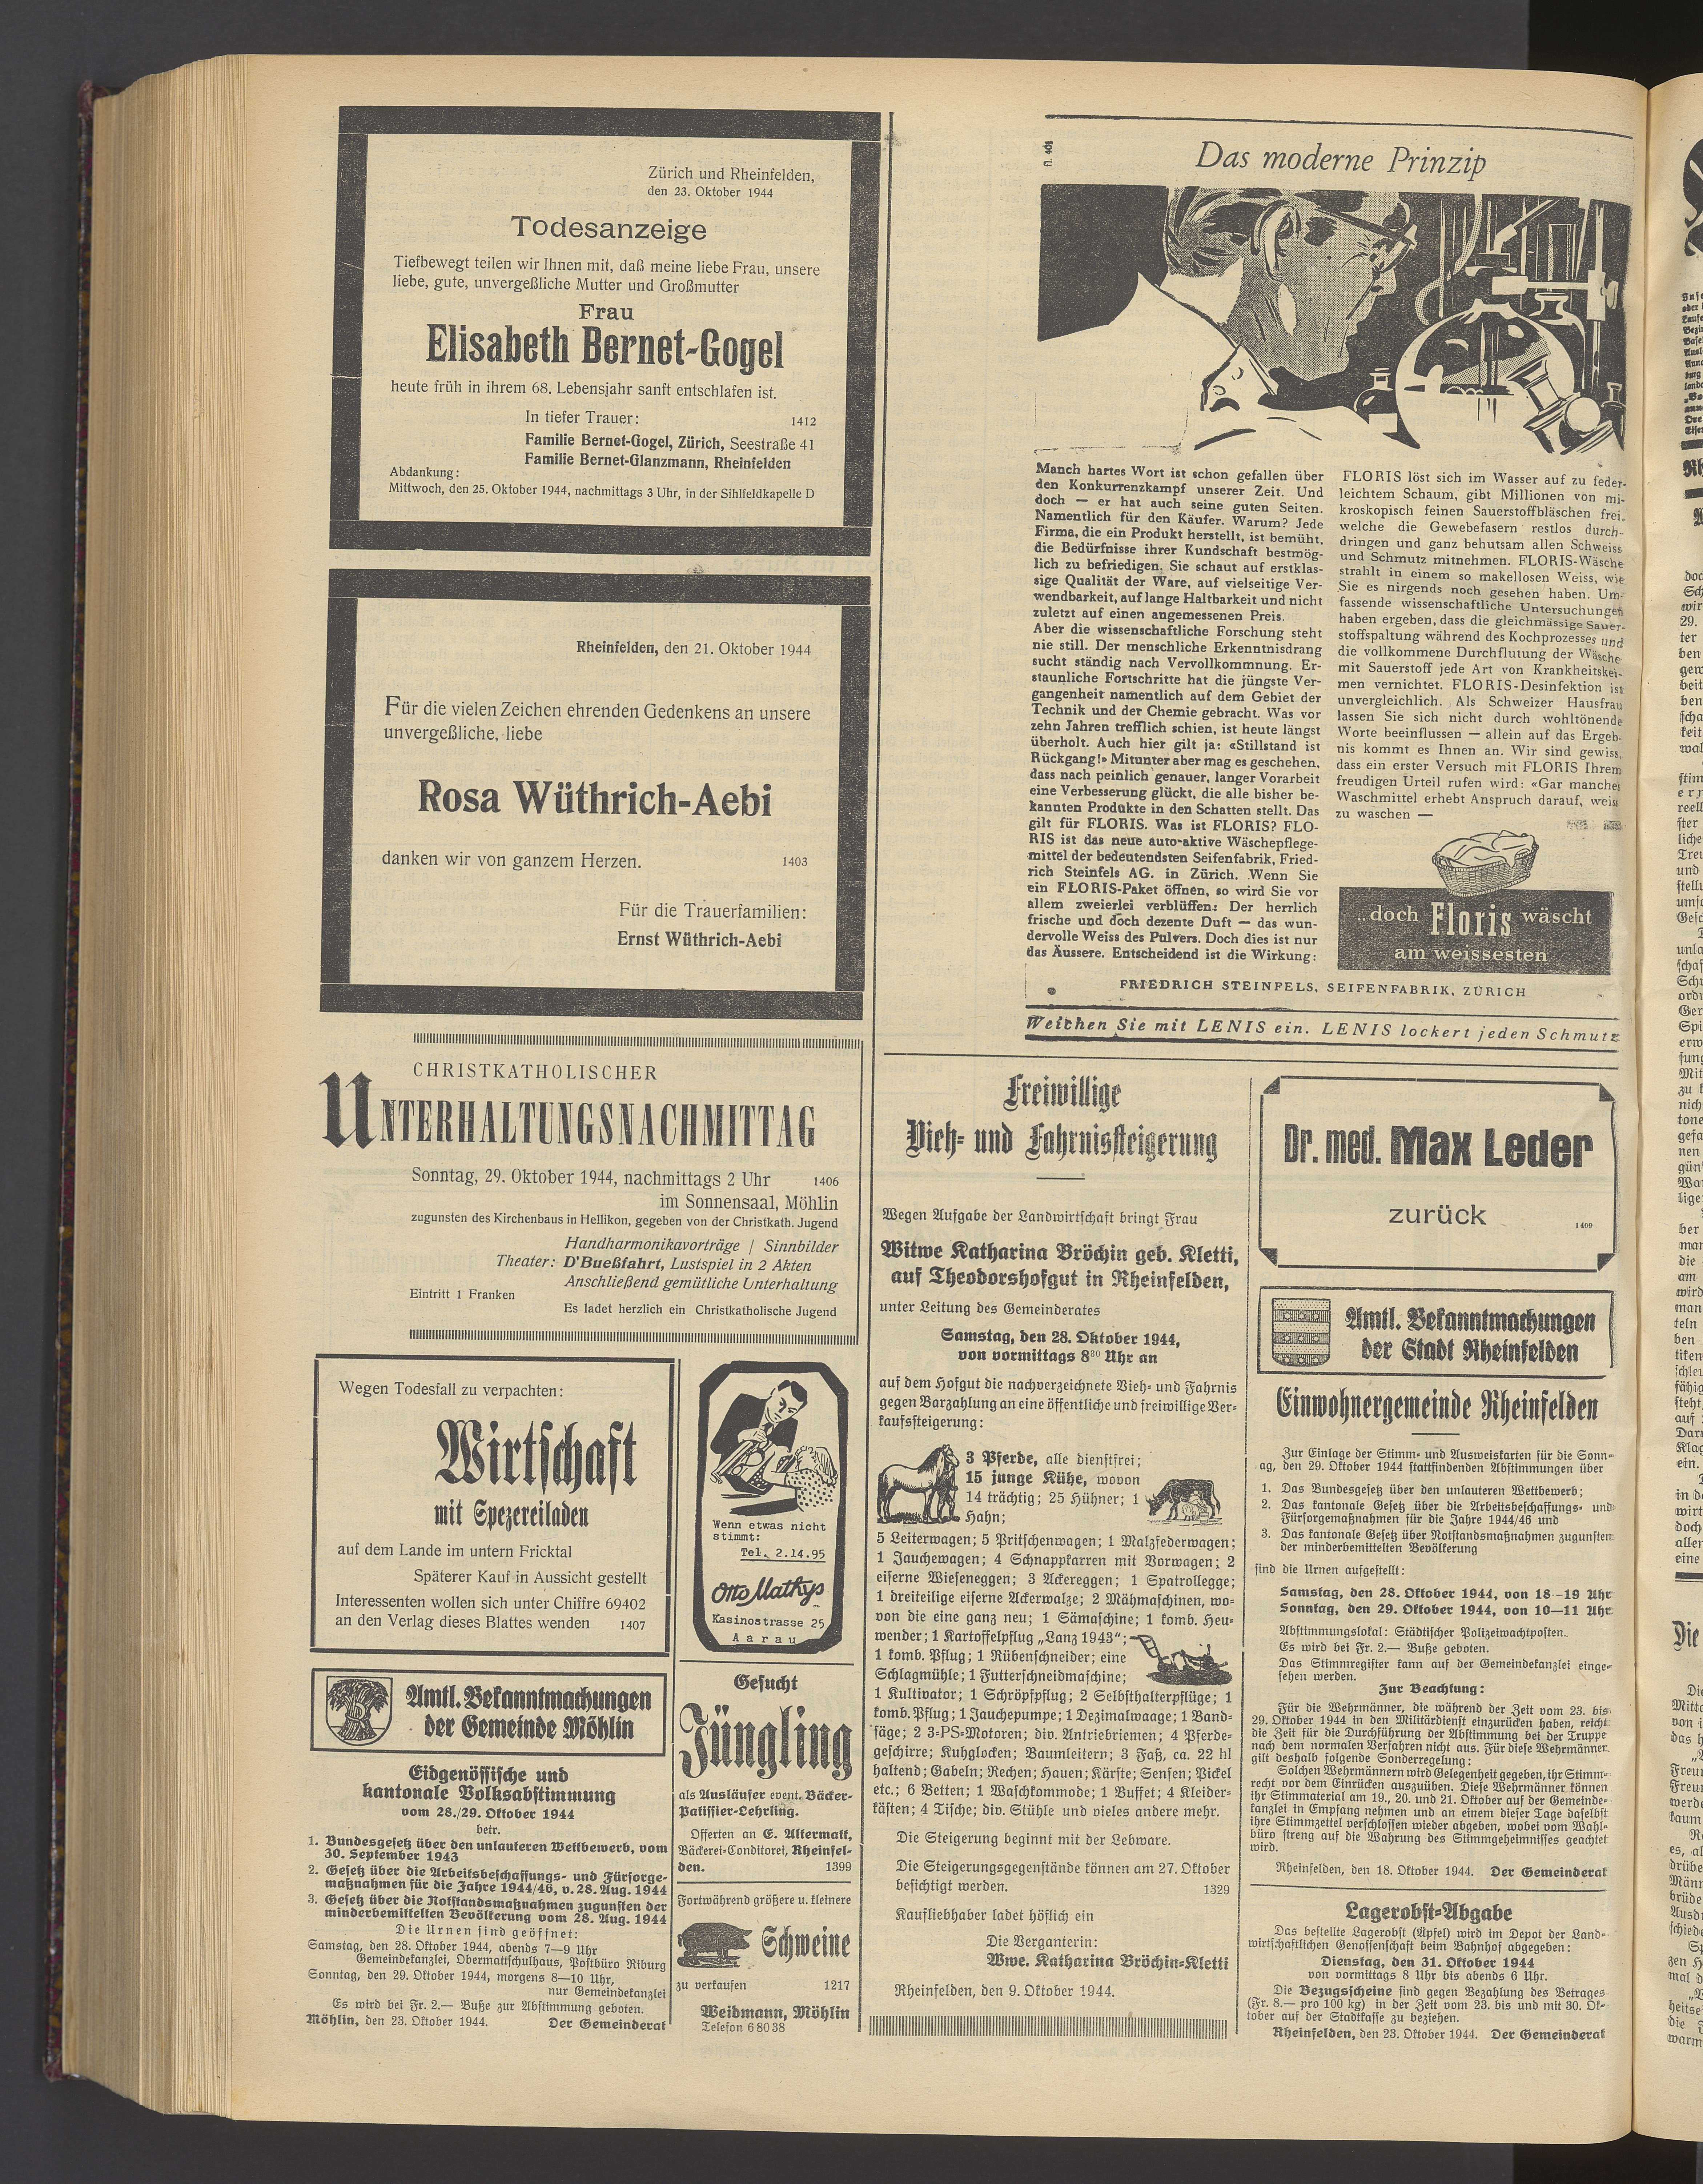 Zürich und Rheinfelden,
den 23. Oktober 1944
Todesanzeige
Tiefbewegt teilen wir Ihnen mit, daß meine liebe Frau, unsere
liebe, gute, unvergeßliche Mutter und Großmutter
Frau
Elisabeth Bernet-Gogel
heute früh in ihrem 68. Lebensjahr sanft entschlafen ist.
In tiefer Trauer: 1412
Familie Bernet-Gogel, Zürich, Seestraße 41
Familie Bernet-Glanzmann, Rheinfelden
Abdankung:
Mittwoch, den 25. Oktober 1944, nachmittags 3 Uhr, in der Sihlfeldkapelle D
Rheinfelden, den 21. Oktober 1944
Für die vielen Zeichen ehrenden Gedenkens an unsere
unvergeßliche, liebe
Rosa Wüthrich-Aebi
danken wir von ganzem Herzen. 1403
Für die Trauerfamilien:
Ernst Wüthrich-Aebi
CHRISTKATHOLISCHER
UNTERHALTUNGSNACHMITTAG
Sonntag, 29. Oktober 1944, nachmittags 2 Uhr 1406
im Sonnensaal, Möhlin
zugunsten des Kirchenbaus in Hellikon, gegeben von der Christkath. Jugend
Handharmonikavorträge / Sinnbilder
Theater: D'Bueßfahrt, Lustspiel in 2 Akten
Anschließend gemütliche Unterhaltung
Eintritt 1 Franken
Es ladet herzlich ein Christkatholische Jugend
Wegen Todesfall zu verpachten:
Wirtschaft
mit Spezereiladen
auf dem Lande im untern Fricktal
Späterer Kauf in Aussicht gestellt
Interessenten wollen sich unter Chiffre 69402
an den Verlag dieses Blattes wenden 1407
Amtl. Bekanntmachungen
der Gemeinde Möhlin
Eidgenössische und
kantonale Volksabstimmung
vom 28./29. Oktober 1944
betr.
1. Bundesgesetz über den unlauteren Wettbewerb, vom
30. September 1943
2. Gesetz über die Arbeitsbeschaffungs- und Fürsorge-
maßnahmen für die Jahre 1944/46, v. 28. Aug. 1944
3. Gesetz über die Notstandsmaßnahmen zugunsten der
minderbemittelten Bevölkerung vom 28. Aug. 1944
Die Urnen sind geöffnet:
Samstag, den 28. Oktober 1944, abends 7—9 Uhr
Gemeindekanzlei, Obermattschulhaus, Postbüro Riburg
Sonntag, den 29. Oktober 1944, morgens 8—10 Uhr,
nur Gemeindekanzlei
Es wird bei Fr. 2.— Buße zur Abstimmung geboten.
Möhlin, den 23. Oktober 1944. Der Gemeinderat
Wenn etwas nicht
stimmt:
Tel. 2.14.95
Otto Mathys
Kasinostrasse 25
Aarau
Gesucht
Jüngling
als Ausläufer event. Bäcker-
Patissier-Lehrling.
Offerten an E. Altermatt,
Bäckerei-Conditorei, Rheinfel-
den. 1399
Fortwährend größere u. kleinere
Schweine
zu verkaufen 1217
Weidmann, Möhlin
Telefon 6 80 38
Das moderne Prinzip
Manch hartes Wort ist schon gefallen über
den Konkurrenzkampf unserer Zeit. Und
doch — er hat auch seine guten Seiten.
Namentlich für den Käufer. Warum? Jede
Firma, die ein Produkt herstellt, ist bemüht,
die Bedürfnisse ihrer Kundschaft bestmög-
lich zu befriedigen. Sie schaut auf erstklas-
sige Qualität der Ware, auf vielseitige Ver-
wendbarkeit, auf lange Haltbarkeit und nicht
zuletzt auf einen angemessenen Preis.
Aber die wissenschaftliche Forschung steht
nie still. Der menschliche Erkenntnisdrang
sucht ständig nach Vervollkommnung. Er-
staunliche Fortschritte hat die jüngste Ver-
gangenheit namentlich auf dem Gebiet der
Technik und der Chemie gebracht. Was vor
zehn Jahren trefflich schien, ist heute längst
überholt. Auch hier gilt ja: «Stillstand ist
Rückgang!» Mitunter aber mag es geschehen,
dass nach peinlich genauer, langer Vorarbeit
eine Verbesserung glückt, die alle bisher be-
kannten Produkte in den Schatten stellt. Das
gilt für FLORIS. Was ist FLORIS? FLO-
RIS ist das neue auto-aktive Wäschepflege-
mittel der bedeutendsten Seifenfabrik, Fried-
rich Steinfels AG. in Zürich. Wenn Sie
ein FLORIS-Paket öffnen, so wird Sie vor
allem zweierlei verblüffen: Der herrlich
frische und doch dezente Duft — das wun-
dervolle Weiss des Pulvers. Doch dies ist nur
das Äussere. Entscheidend ist die Wirkung:
FLORIS löst sich im Wasser auf zu feder-
leichtem Schaum, gibt Millionen von mi-
kroskopisch feinen Sauerstoffbläschen frei,
welche die Gewebefasern restlos durch-
dringen und ganz behutsam allen Schweiss
und Schmutz mitnehmen. FLORIS-Wäsche
strahlt in einem so makellosen Weiss, wie
Sie es nirgends noch gesehen haben. Um-
fassende wissenschaftliche Untersuchungen
haben ergeben, dass die gleichmässige Sauer-
stoffspaltung während des Kochprozesses und
die vollkommene Durchflutung der Wäsche
mit Sauerstoff jede Art von Krankheitskei-
men vernichtet. FLORIS-Desinfektion ist
unvergleichlich. Als Schweizer Hausfrau
lassen Sie sich nicht durch wohltönende
Worte beeinflussen — allein auf das Ergeb-
nis kommt es Ihnen an. Wir sind gewiss,
dass ein erster Versuch mit FLORIS Ihrem
freudigen Urteil rufen wird: «Gar manches
Waschmittel erhebt Anspruch darauf, weiss
zu waschen —
..doch Floris wäscht
am weissesten
FRIEDRICH STEINFELS, SEIFENFABRIK, ZÜRICH
Weichen Sie mit LENIS ein. LENIS lockert jeden Schmutz
Freiwillige
Vieh- und Fahrnissteigerung
Wegen Aufgabe der Landwirtschaft bringt Frau
Witwe Katharina Bröchin geb. Kletti,
auf Theodorshofgut in Rheinfelden,
unter Leitung des Gemeinderates
Samstag, den 28. Oktober 1944,
von vormittags 8³⁰ Uhr an
auf dem Hofgut die nachverzeichnete Vieh- und Fahrnis
gegen Barzahlung an eine öffentliche und freiwillige Ver-
kaufssteigerung:
3 Pferde, alle dienstfrei;
15 junge Kühe, wovon
14 trächtig; 25 Hühner; 1
Hahn;
5 Leiterwagen; 5 Pritschenwagen; 1 Malzfederwagen;
1 Jauchewagen; 4 Schnappkarren mit Vorwagen; 2
eiserne Wieseneggen; 3 Ackereggen; 1 Spatrollegge;
1 dreiteilige eiserne Ackerwalze; 2 Mähmaschinen, wo-
von die eine ganz neu; 1 Sämaschine; 1 komb. Heu-
wender; 1 Kartoffelpflug „Lanz 1943“;
1 komb. Pflug; 1 Rübenschneider; eine
Schlagmühle; 1 Futterschneidmaschine;
1 Kultivator; 1 Schröpfpflug; 2 Selbsthalterpflüge; 1
komb. Pflug; 1 Jauchepumpe; 1 Dezimalwaage; 1 Band-
säge; 2 3-PS-Motoren; div. Antriebriemen; 4 Pferde-
geschirre; Kuhglocken; Baumleitern; 3 Faß, ca. 22 hl
haltend; Gabeln; Rechen; Hauen; Kärste; Sensen; Pickel
etc.; 6 Betten; 1 Waschkommode; 1 Buffet; 4 Kleider-
kästen; 4 Tische; div. Stühle und vieles andere mehr.
Die Steigerung beginnt mit der Lebware.
Die Steigerungsgegenstände können am 27. Oktober
besichtigt werden. 1329
Kaufliebhaber ladet höflich ein
Die Verganterin:
Wwe. Katharina Bröchin-Kletti
Rheinfelden, den 9. Oktober 1944.
Dr. med. Max Leder
zurück 1409
Amtl. Bekanntmachungen
der Stadt Rheinfelden
Einwohnergemeinde Rheinfelden
Zur Einlage der Stimm- und Ausweiskarten für die Sonn-
ag, den 29. Oktober 1944 stattfindenden Abstimmungen über
1. Das Bundesgesetz über den unlauteren Wettbewerb;
2. Das kantonale Gesetz über die Arbeitsbeschaffungs- und
Fürsorgemaßnahmen für die Jahre 1944/46 und
3. Das kantonale Gesetz über Notstandsmaßnahmen zugunsten
der minderbemittelten Bevölkerung
sind die Urnen aufgestellt:
Samstag, den 28. Oktober 1944, von 18—19 Uhr
Sonntag, den 29. Oktober 1944, von 10—11 Uhr
Abstimmungslokal: Städtischer Polizeiwachtposten.
Es wird bei Fr. 2.— Buße geboten.
Das Stimmregister kann auf der Gemeindekanzlei einge-
sehen werden.
Zur Beachtung:
Für die Wehrmänner, die während der Zeit vom 23. bis
29. Oktober 1944 in den Militärdienst einzurücken haben, reicht
die Zeit für die Durchführung der Abstimmung bei der Truppe
nach dem normalen Verfahren nicht aus. Für diese Wehrmänner
gilt deshalb folgende Sonderregelung:
Solchen Wehrmännern wird Gelegenheit gegeben, ihr Stimm-
recht vor dem Einrücken auszuüben. Diese Wehrmänner können
ihr Stimmaterial am 19., 20. und 21. Oktober auf der Gemeinde-
kanzlei in Empfang nehmen und an einem dieser Tage daselbst
ihre Stimmzettel verschlossen wieder abgeben, wobei vom Wahl-
büro streng auf die Wahrung des Stimmgeheimnisses geachtet
wird.
Rheinfelden, den 18. Oktober 1944. Der Gemeinderat
Lagerobst-Abgabe
Das bestellte Lagerobst (Äpfel) wird im Depot der Land-
wirtschaftlichen Genossenschaft beim Bahnhof abgegeben:
Dienstag, den 31. Oktober 1944
von vormittags 8 Uhr bis abends 6 Uhr.
Die Bezugsscheine sind gegen Bezahlung des Betrages
(Fr. 8.— pro 100 kg) in der Zeit vom 23. bis und mit 30. Ok-
tober auf der Stadtkasse zu beziehen.
Rheinfelden, den 23. Oktober 1944. Der Gemeinderat